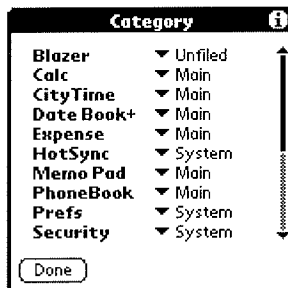 Category i
Blazer Unfiled
Calc Main
CityTime Main
Date Book+ Main
Expense Main
HotSync System
Memo Pad Main
PhoneBook Main
Prefs System
Security System
Done